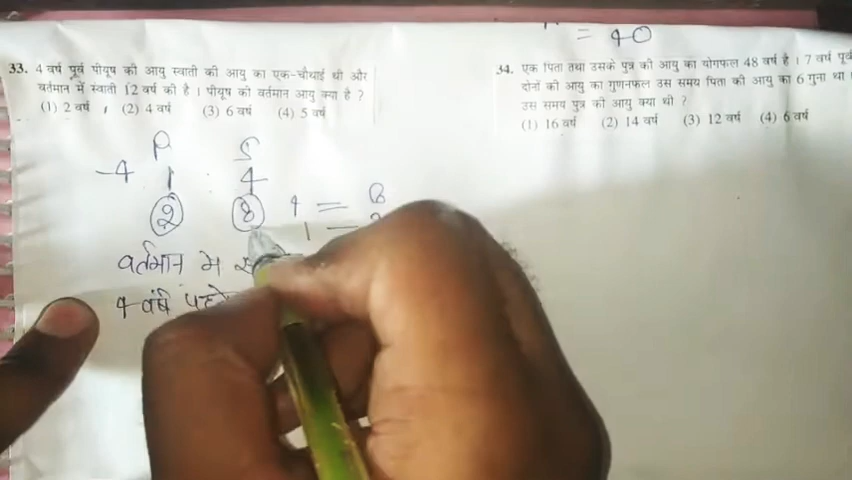 = 40
33. 4 वर्ष पूर्व पीयूष की आयु स्वाती की आयु का एक-चौथाई थी और
वर्तमान में स्वाती 12 वर्ष की है । पीयूष की वर्तमान आयु क्या है ?
(1) 2 वर्ष (2) 4 वर्ष (3) 6 वर्ष (4) 5 वर्ष
34. एक पिता तथा उसके पुत्र की आयु का योगफल 48 वर्ष है । 7 वर्ष पूर्व
दोनों की आयु का गुणनफल उस समय पिता की आयु का 6 गुना था ।
उस समय पुत्र की आयु क्या थी ?
(1) 16 वर्ष (2) 14 वर्ष (3) 12 वर्ष (4) 6 वर्ष
P S
-4 1 : 4
2 8 4 = 8
1 —
वर्तमान मे
4 वर्ष पहले